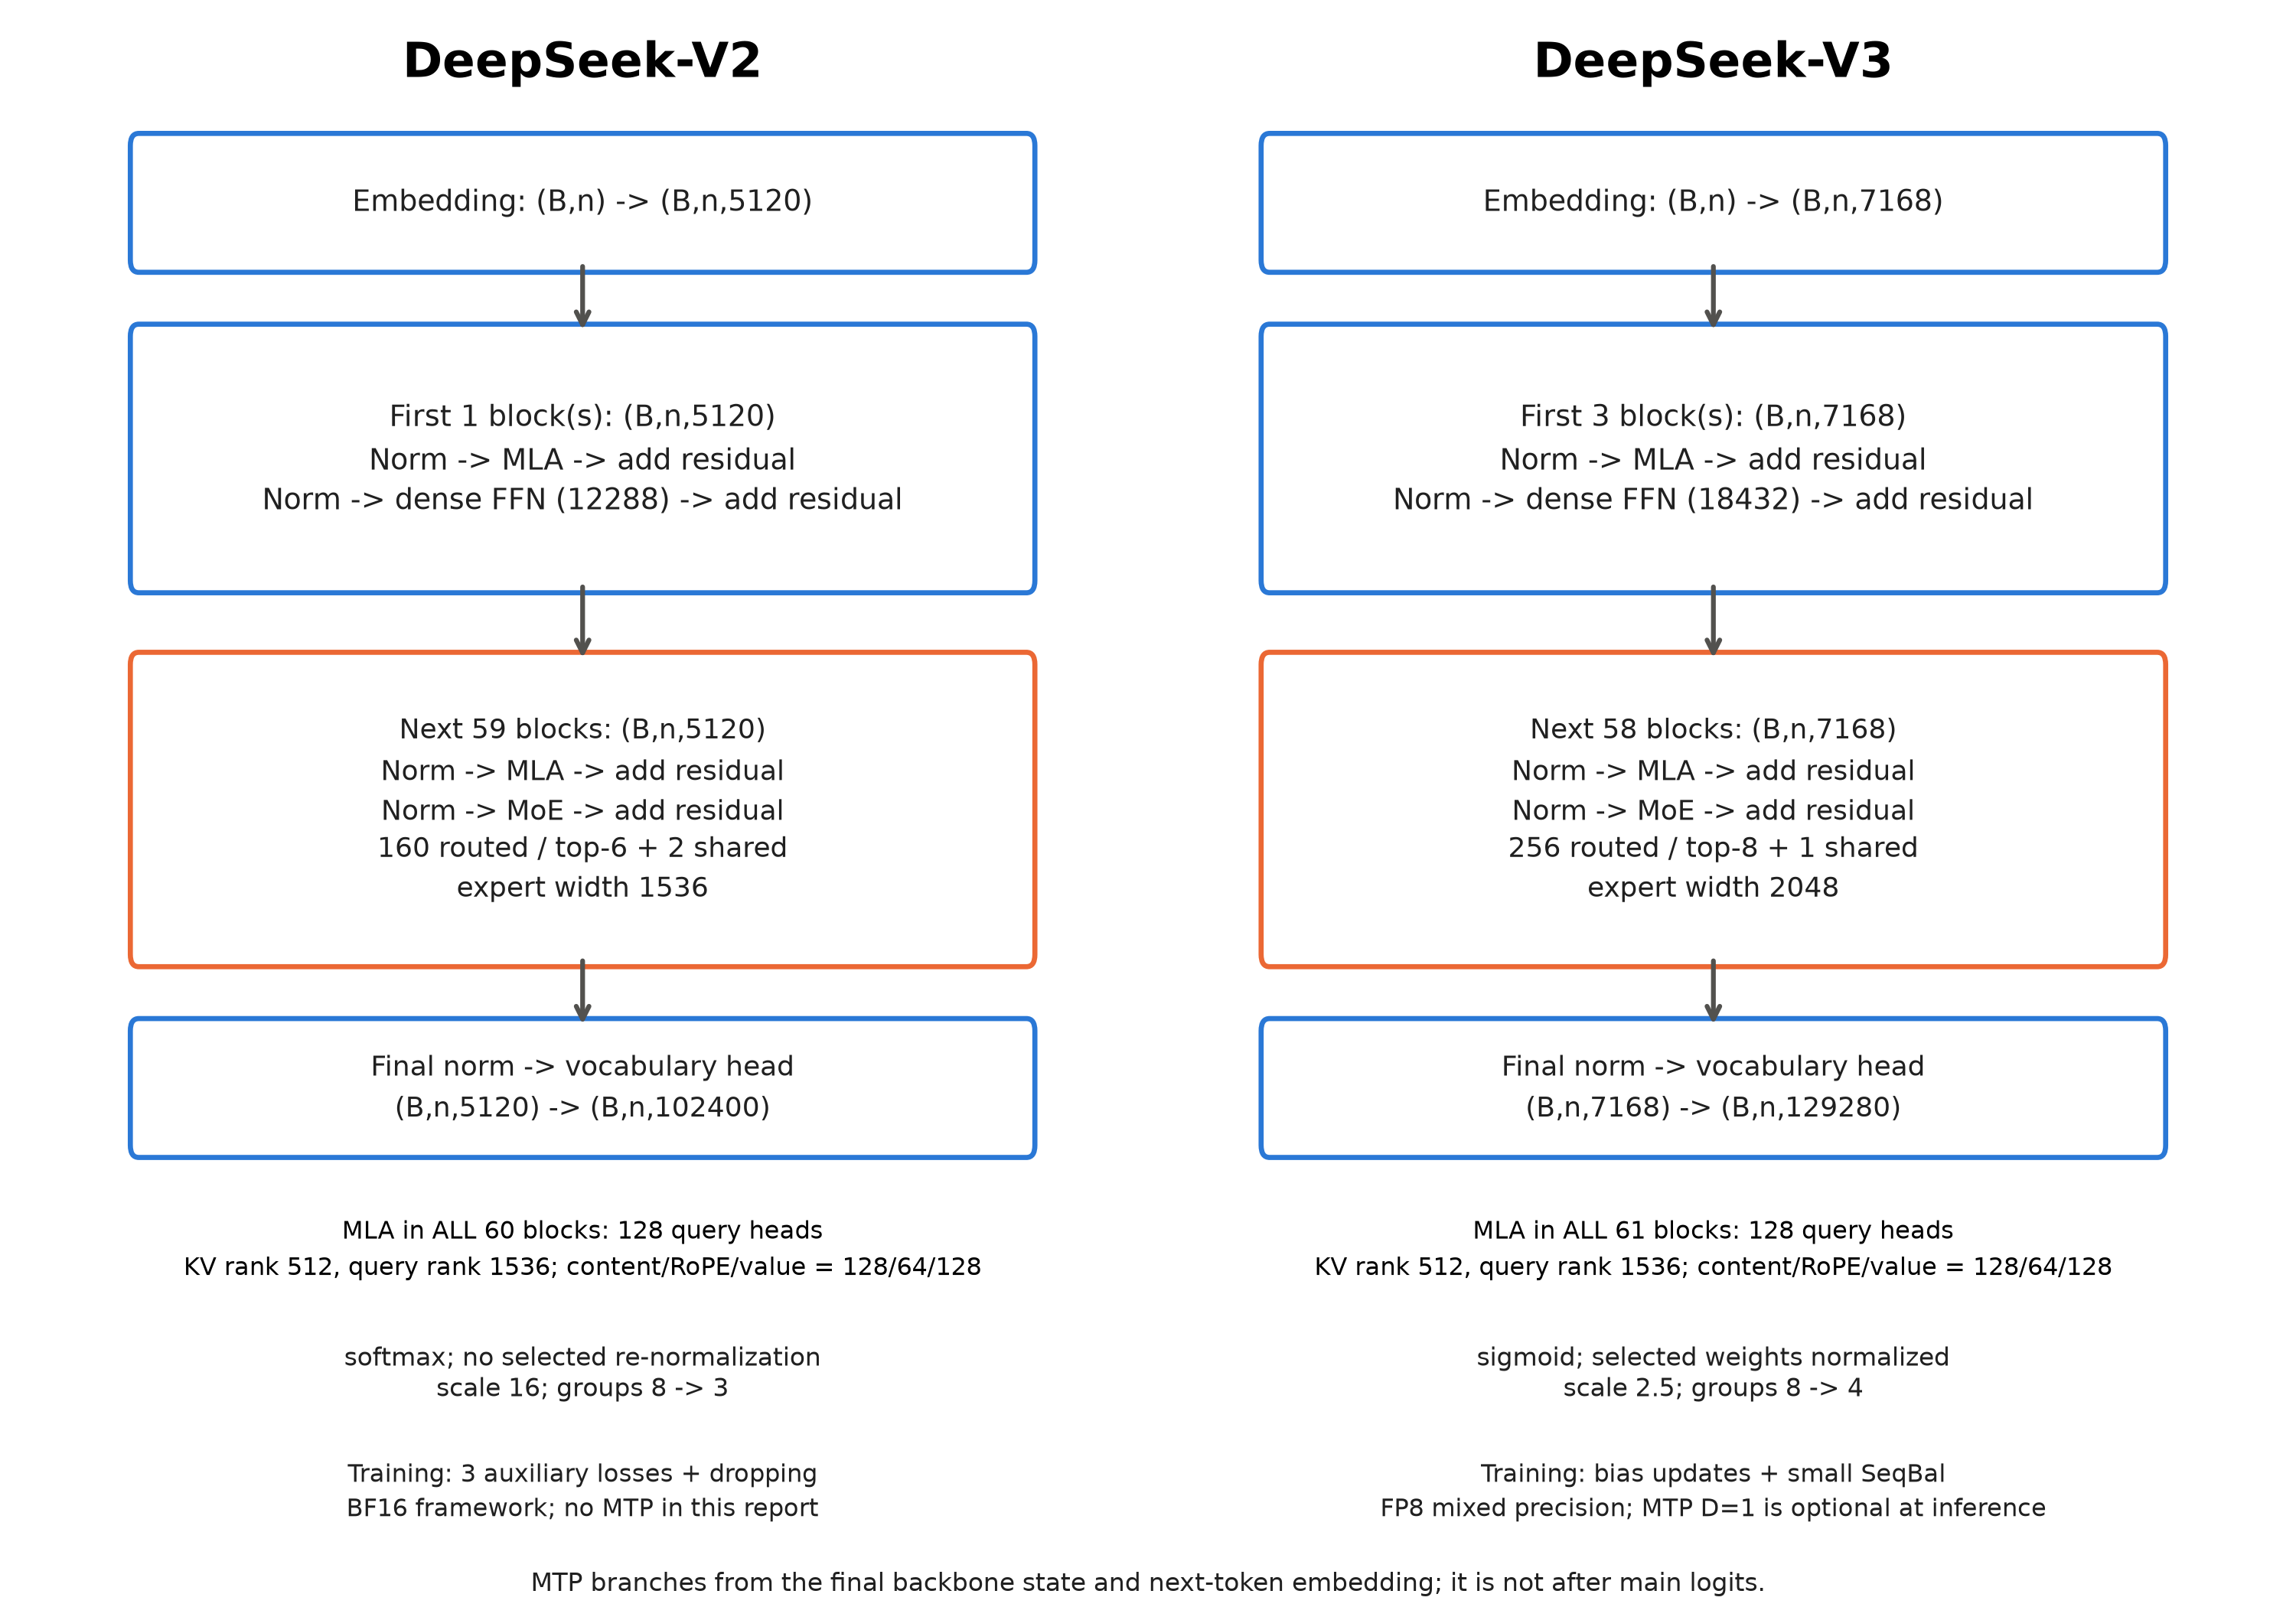 DeepSeek-V2
Embedding: (B,n) -> (B,n,5120)
First 1 block(s): (B,n,5120)
Norm -> MLA -> add residual
Norm -> dense FFN (12288) -> add residual
Next 59 blocks: (B,n,5120)
Norm -> MLA -> add residual
Norm -> MoE -> add residual
160 routed / top-6 + 2 shared
expert width 1536
Final norm -> vocabulary head
(B,n,5120) -> (B,n,102400)
MLA in ALL 60 blocks: 128 query heads
KV rank 512, query rank 1536; content/RoPE/value = 128/64/128
softmax; no selected re-normalization
scale 16; groups 8 -> 3
Training: 3 auxiliary losses + dropping
BF16 framework; no MTP in this report
DeepSeek-V3
Embedding: (B,n) -> (B,n,7168)
First 3 block(s): (B,n,7168)
Norm -> MLA -> add residual
Norm -> dense FFN (18432) -> add residual
Next 58 blocks: (B,n,7168)
Norm -> MLA -> add residual
Norm -> MoE -> add residual
256 routed / top-8 + 1 shared
expert width 2048
Final norm -> vocabulary head
(B,n,7168) -> (B,n,129280)
MLA in ALL 61 blocks: 128 query heads
KV rank 512, query rank 1536; content/RoPE/value = 128/64/128
sigmoid; selected weights normalized
scale 2.5; groups 8 -> 4
Training: bias updates + small SeqBal
FP8 mixed precision; MTP D=1 is optional at inference
MTP branches from the final backbone state and next-token embedding; it is not after main logits.